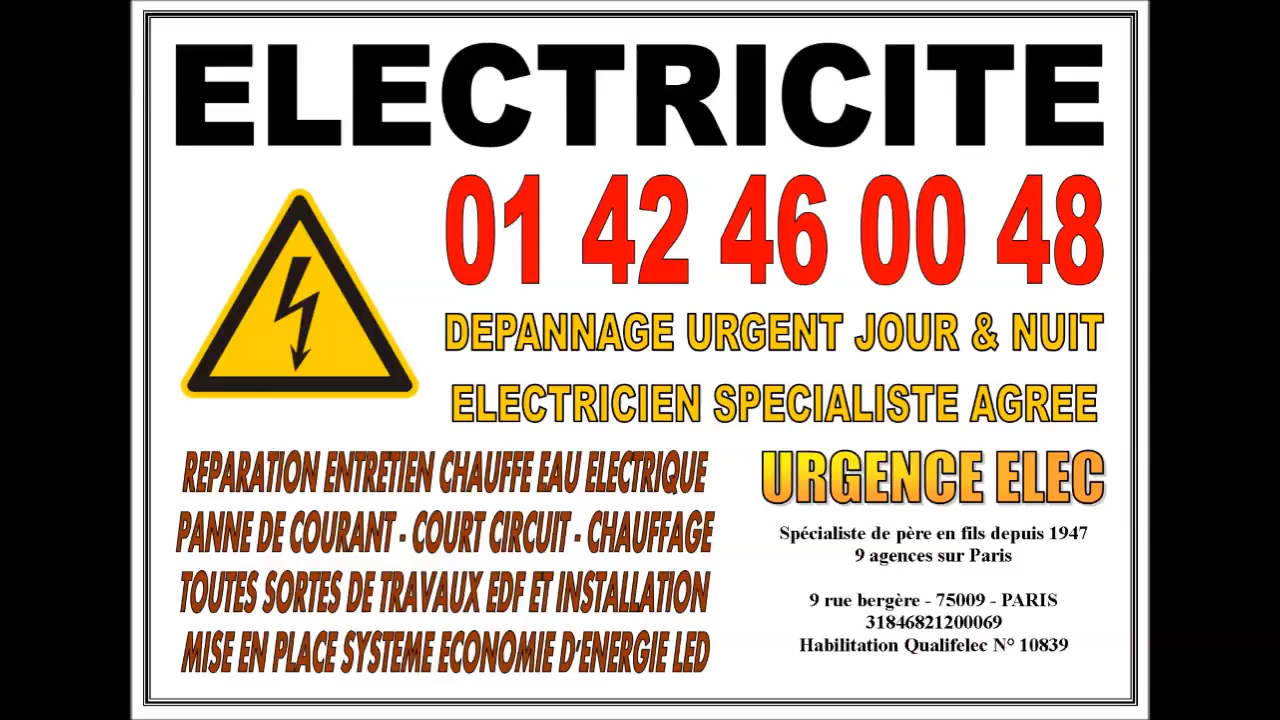 ELECTRICITE
01 42 46 00 48
DEPANNAGE URGENT JOUR & NUIT
ELECTRICIEN SPECIALISTE AGREE
REPARATION ENTRETIEN CHAUFFE EAU ELECTRIQUE
PANNE DE COURANT - COURT CIRCUIT - CHAUFFAGE
TOUTES SORTES DE TRAVAUX EDF ET INSTALLATION
MISE EN PLACE SYSTEME ECONOMIE D'ENERGIE LED
URGENCE ELEC
Spécialiste de père en fils depuis 1947
9 agences sur Paris
9 rue bergère - 75009 - PARIS
31846821200069
Habilitation Qualifelec N° 10839